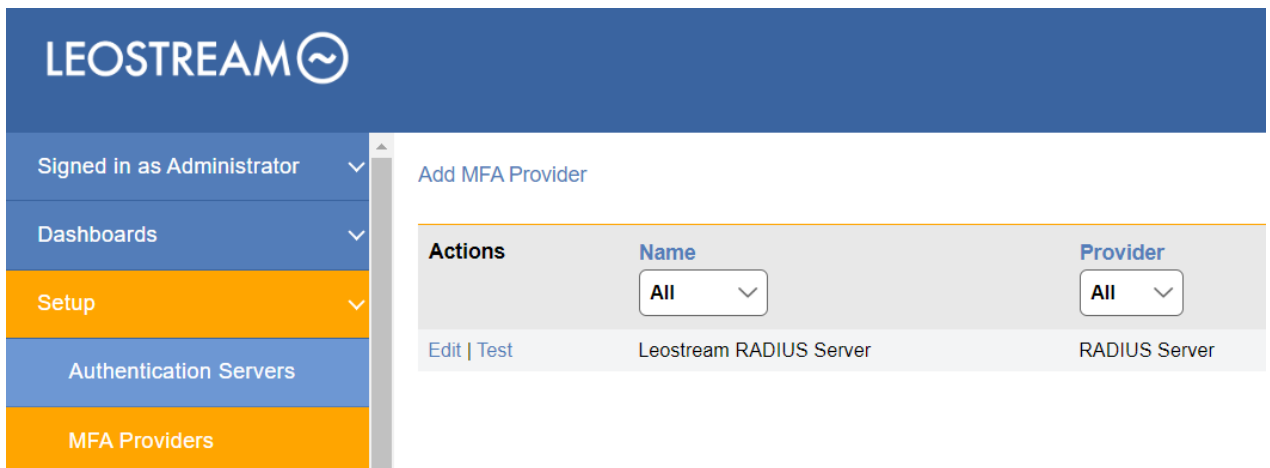 LEOSTREAM
Signed in as Administrator
Dashboards
Setup
Authentication Servers
MFA Providers
Add MFA Provider
Actions Name Provider
All All
Edit | Test Leostream RADIUS Server RADIUS Server